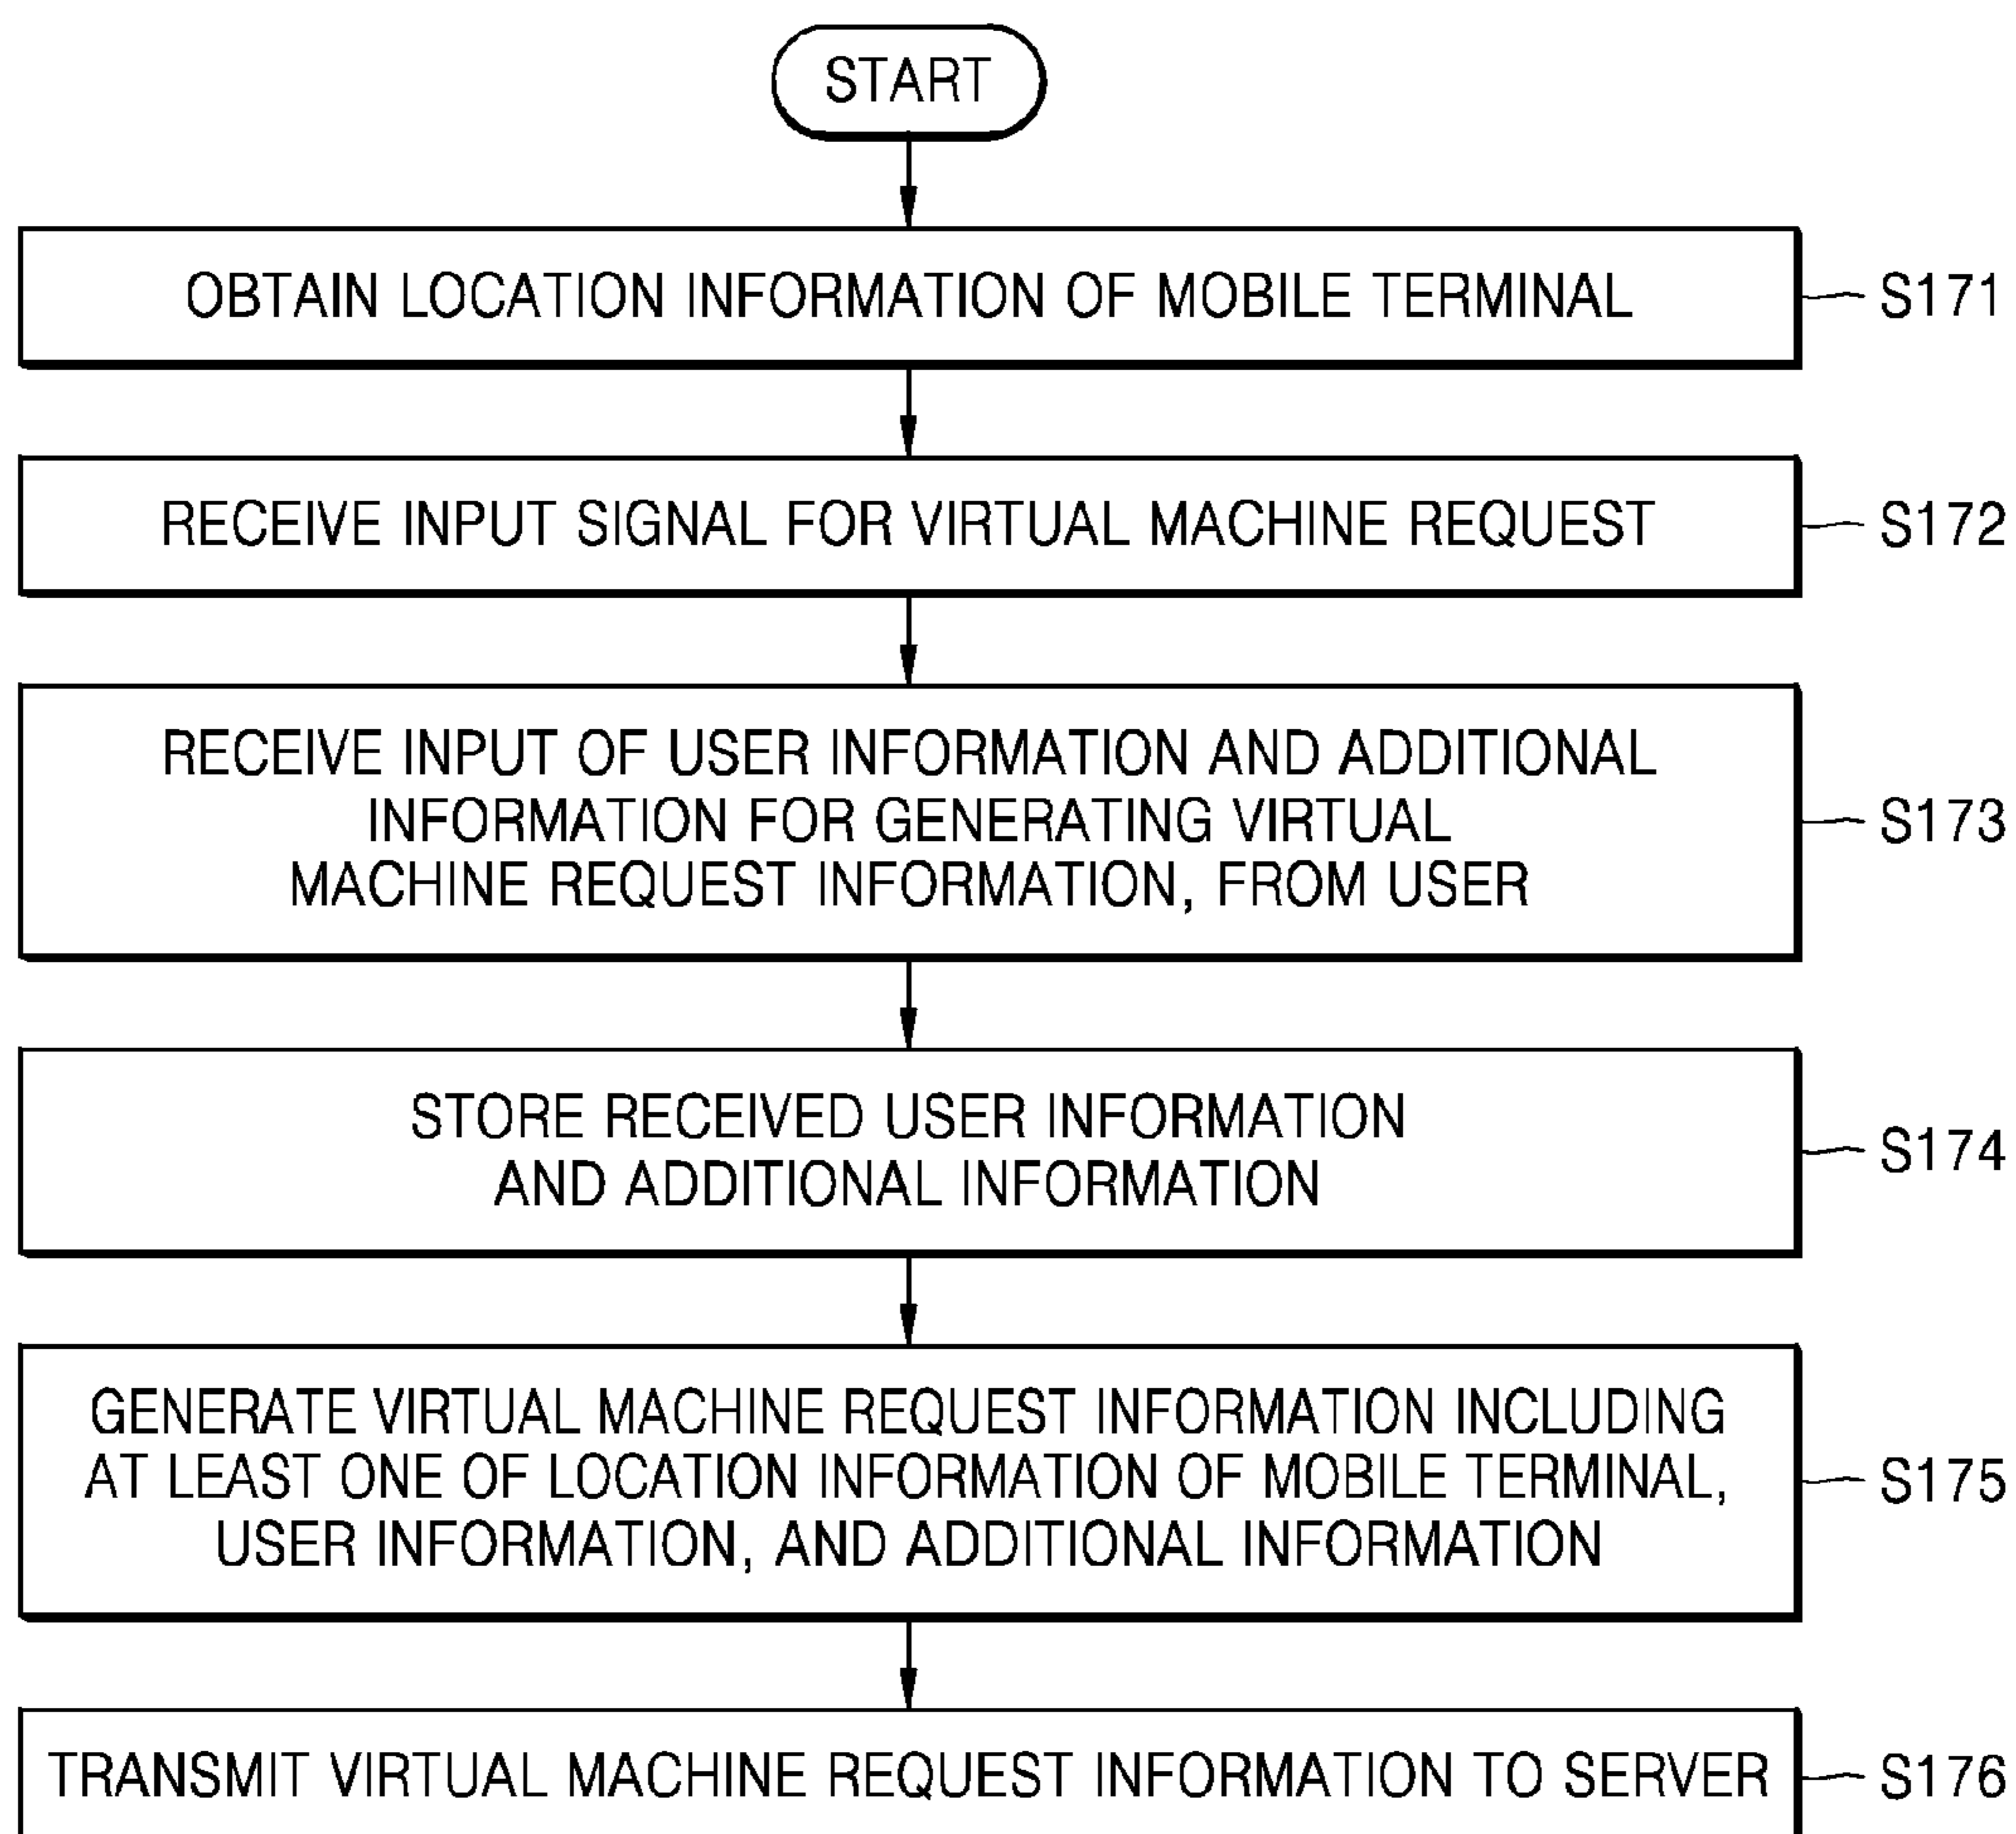 START
OBTAIN LOCATION INFORMATION OF MOBILE TERMINAL
S171
RECEIVE INPUT SIGNAL FOR VIRTUAL MACHINE REQUEST
S172
RECEIVE INPUT OF USER INFORMATION AND ADDITIONAL
INFORMATION FOR GENERATING VIRTUAL
MACHINE REQUEST INFORMATION, FROM USER
S173
STORE RECEIVED USER INFORMATION
AND ADDITIONAL INFORMATION
S174
GENERATE VIRTUAL MACHINE REQUEST INFORMATION INCLUDING
AT LEAST ONE OF LOCATION INFORMATION OF MOBILE TERMINAL,
USER INFORMATION, AND ADDITIONAL INFORMATION
S175
TRANSMIT VIRTUAL MACHINE REQUEST INFORMATION TO SERVER
S176